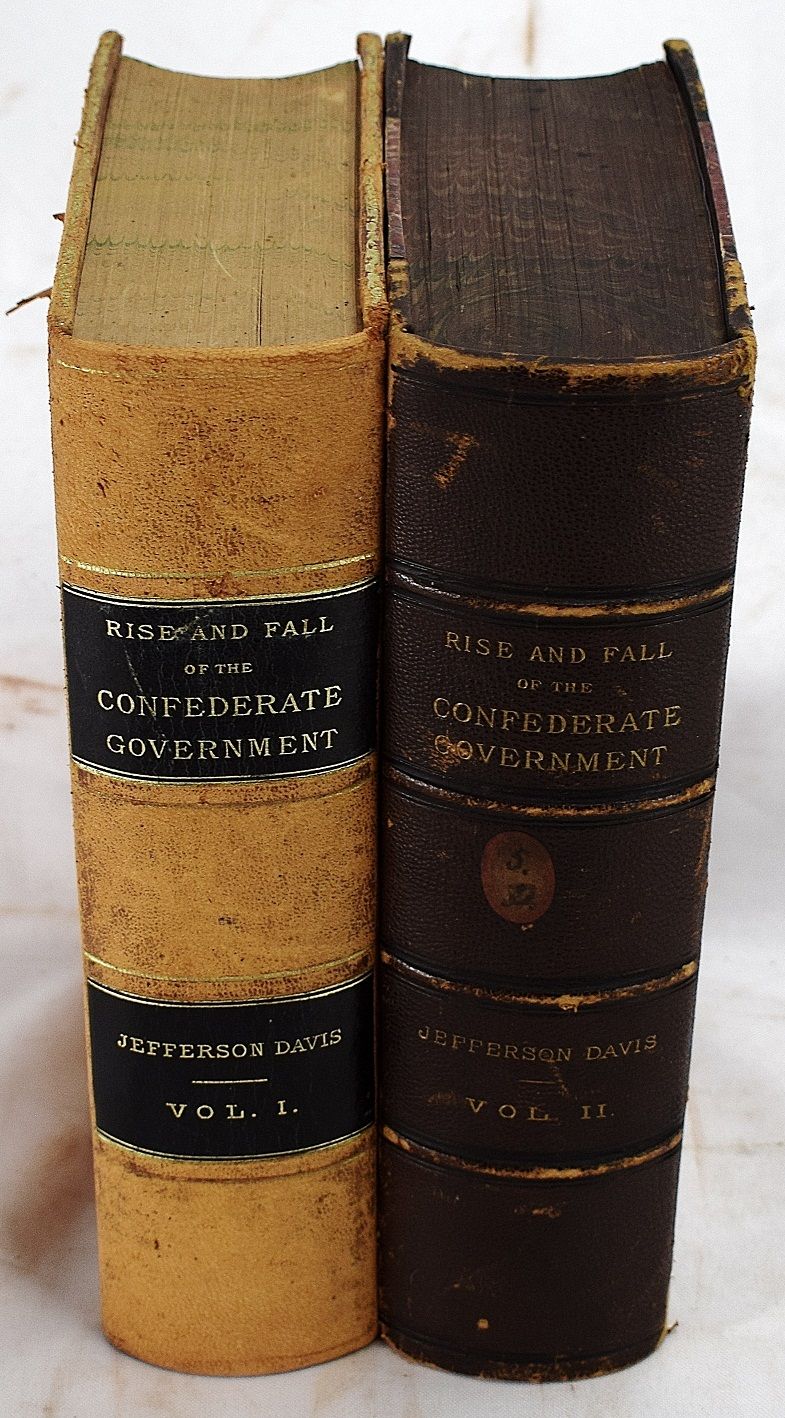 RISE AND FALL
OF THE
CONFEDERATE
GOVERNMENT
JEFFERSON DAVIS
VOL. I.
RISE AND FALL
OF THE
CONFEDERATE
GOVERNMENT
5.
JEFFERSON DAVIS
VOL. II.